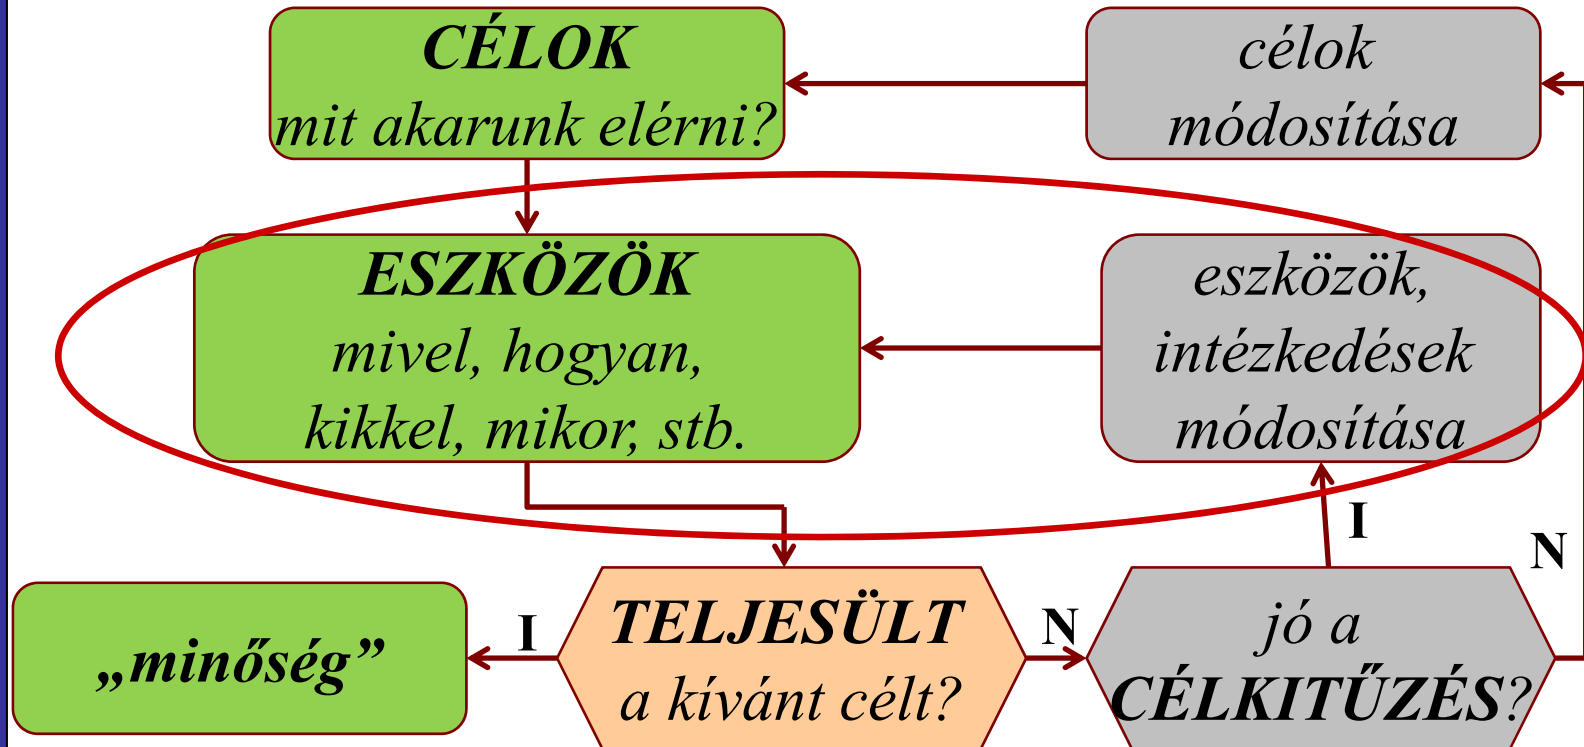 CÉLOK
mit akarunk elérni?
célok
módosítása
ESZKÖZÖK
mivel, hogyan,
kikkel, mikor, stb.
eszközök,
intézkedések
módosítása
I
N
„minőség”
I
TELJESÜLT
a kívánt célt?
N
jó a
CÉLKITŰZÉS?